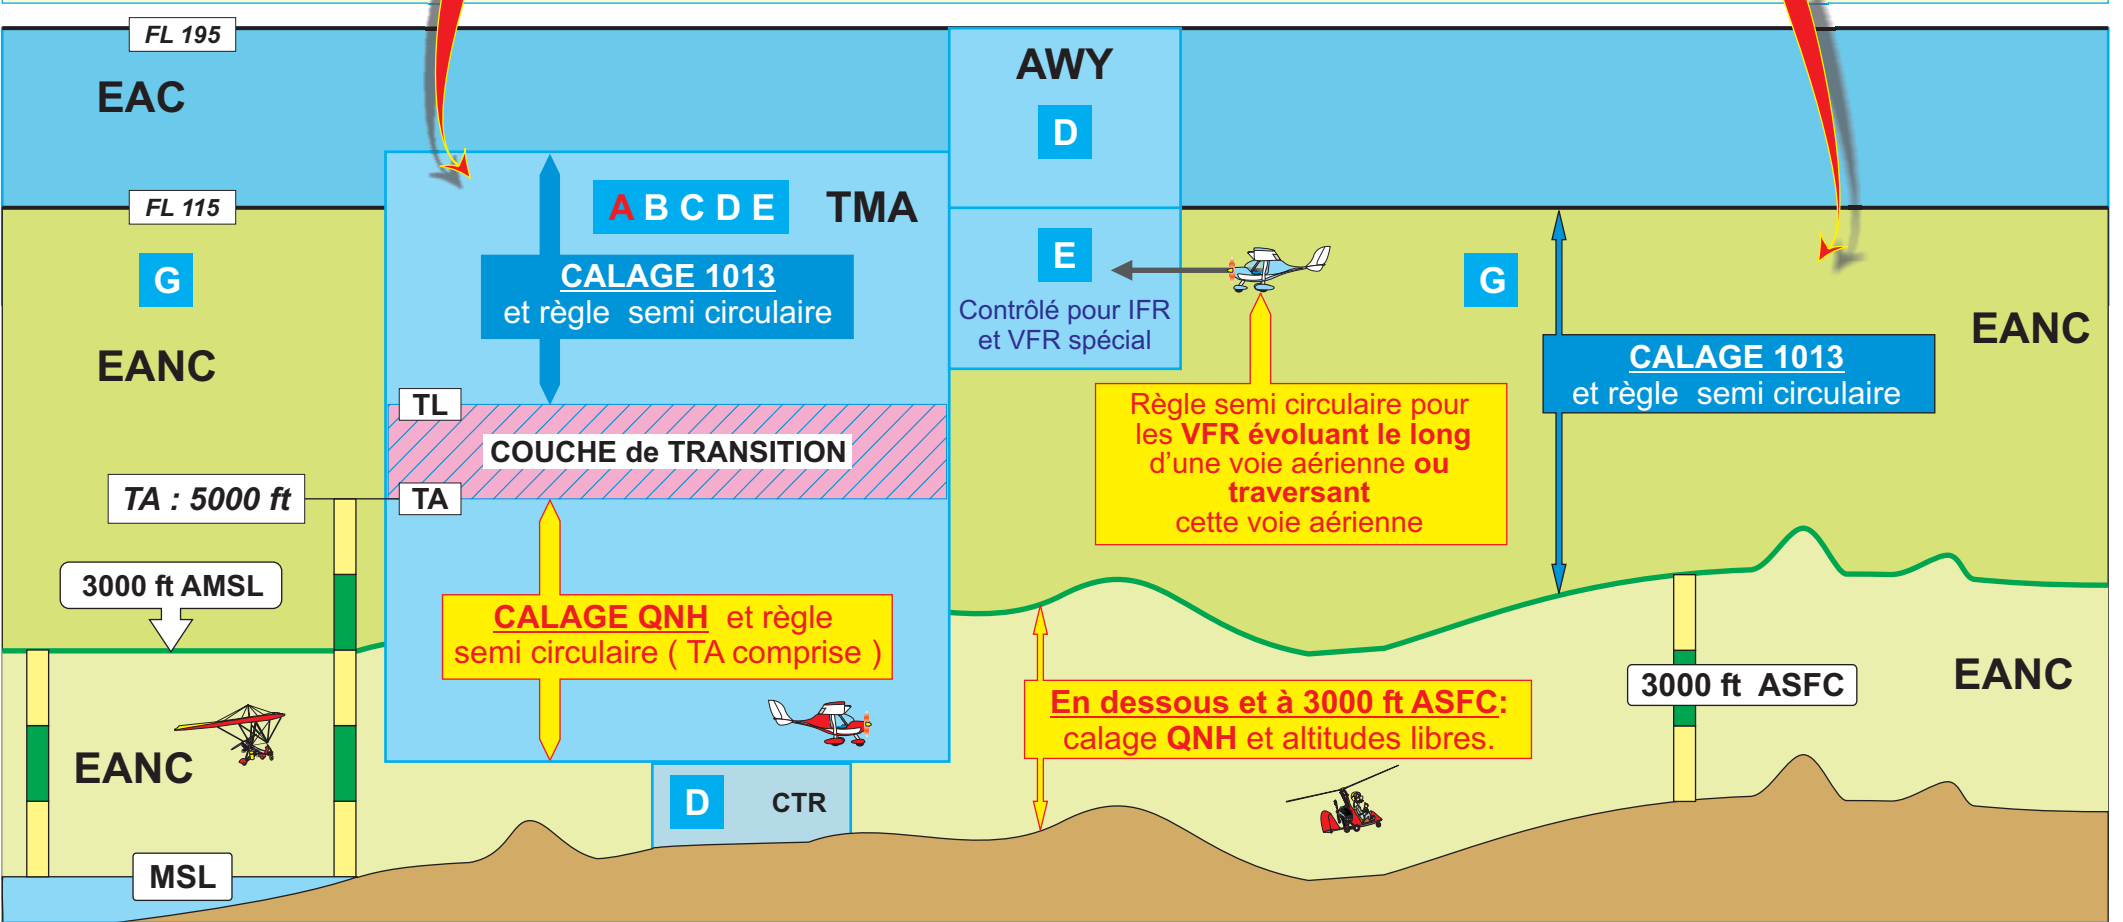 FL 195
EAC
AWY
D
A B C D E
TMA
FL 115
G
EANC
CALAGE 1013
et règle semi circulaire
E
Contrôlé pour IFR
et VFR spécial
G
EANC
CALAGE 1013
et règle semi circulaire
TL
COUCHE de TRANSITION
TA
TA : 5000 ft
Règle semi circulaire pour
les VFR évoluant le long
d'une voie aérienne ou
traversant
cette voie aérienne
3000 ft AMSL
CALAGE QNH et règle
semi circulaire ( TA comprise )
En dessous et à 3000 ft ASFC:
calage QNH et altitudes libres.
3000 ft ASFC
EANC
EANC
D
CTR
MSL